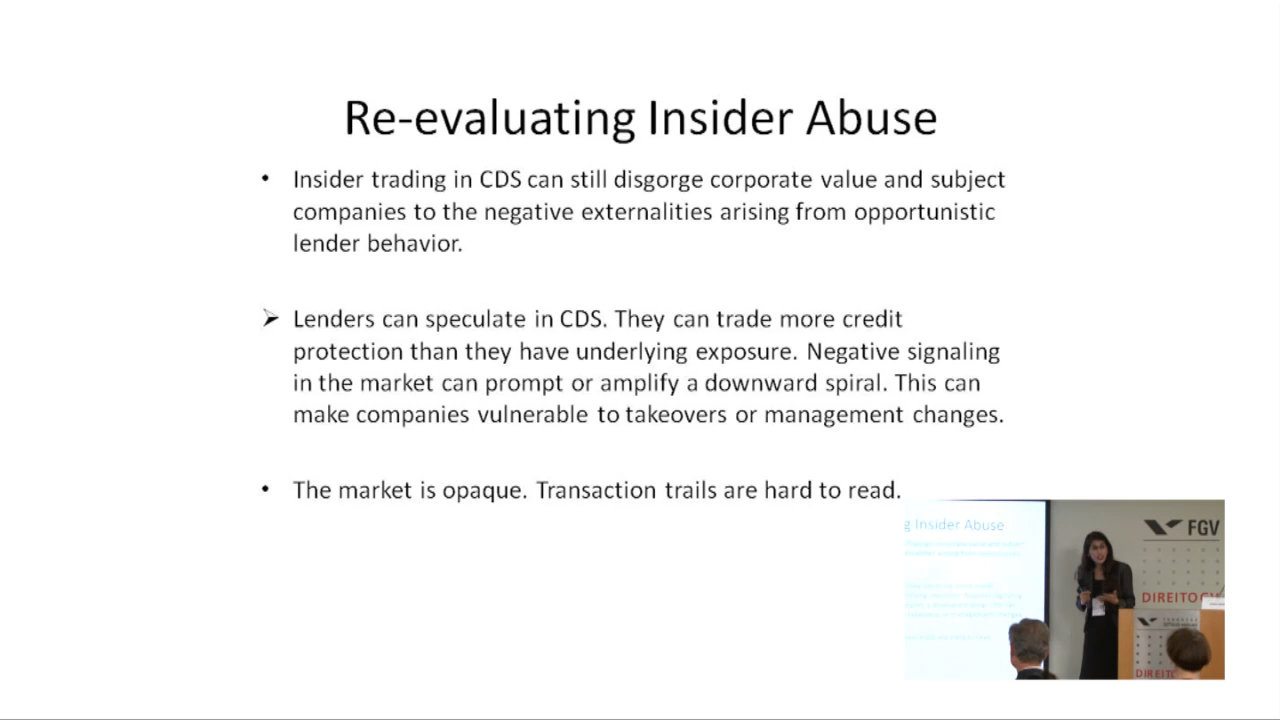 Re-evaluating Insider Abuse
• Insider trading in CDS can still disgorge corporate value and subject
companies to the negative externalities arising from opportunistic
lender behavior.
➤ Lenders can speculate in CDS. They can trade more credit
protection than they have underlying exposure. Negative signaling
in the market can prompt or amplify a downward spiral. This can
make companies vulnerable to takeovers or management changes.
• The market is opaque. Transaction trails are hard to read.
g Insider Abuse
FGV
DIREITO